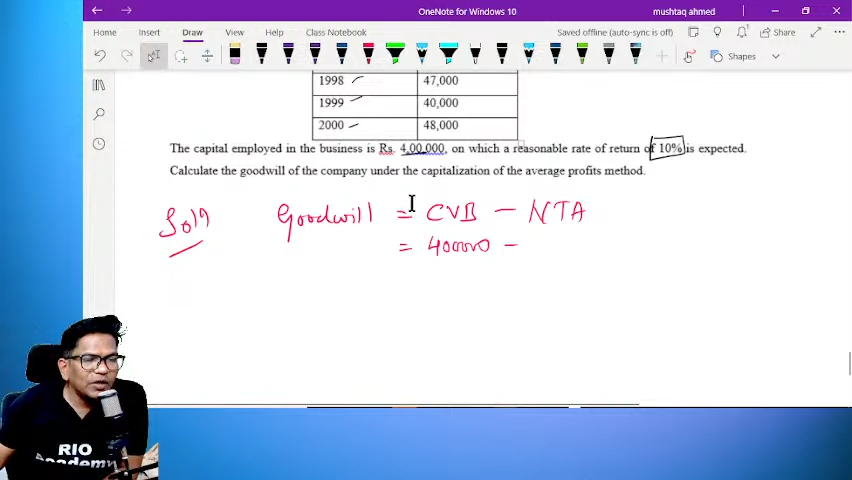 OneNote for Windows 10
mushtaq ahmed
Home Insert Draw View Help Class Notebook
Saved offline (auto-sync is off)
Share
Shapes
1998 47,000
1999 40,000
2000 48,000
The capital employed in the business is Rs. 4,00,000, on which a reasonable rate of return of 10% is expected.
Calculate the goodwill of the company under the capitalization of the average profits method.
Goodwill = CVB - NTA
= 400000 -
RIO
Academy